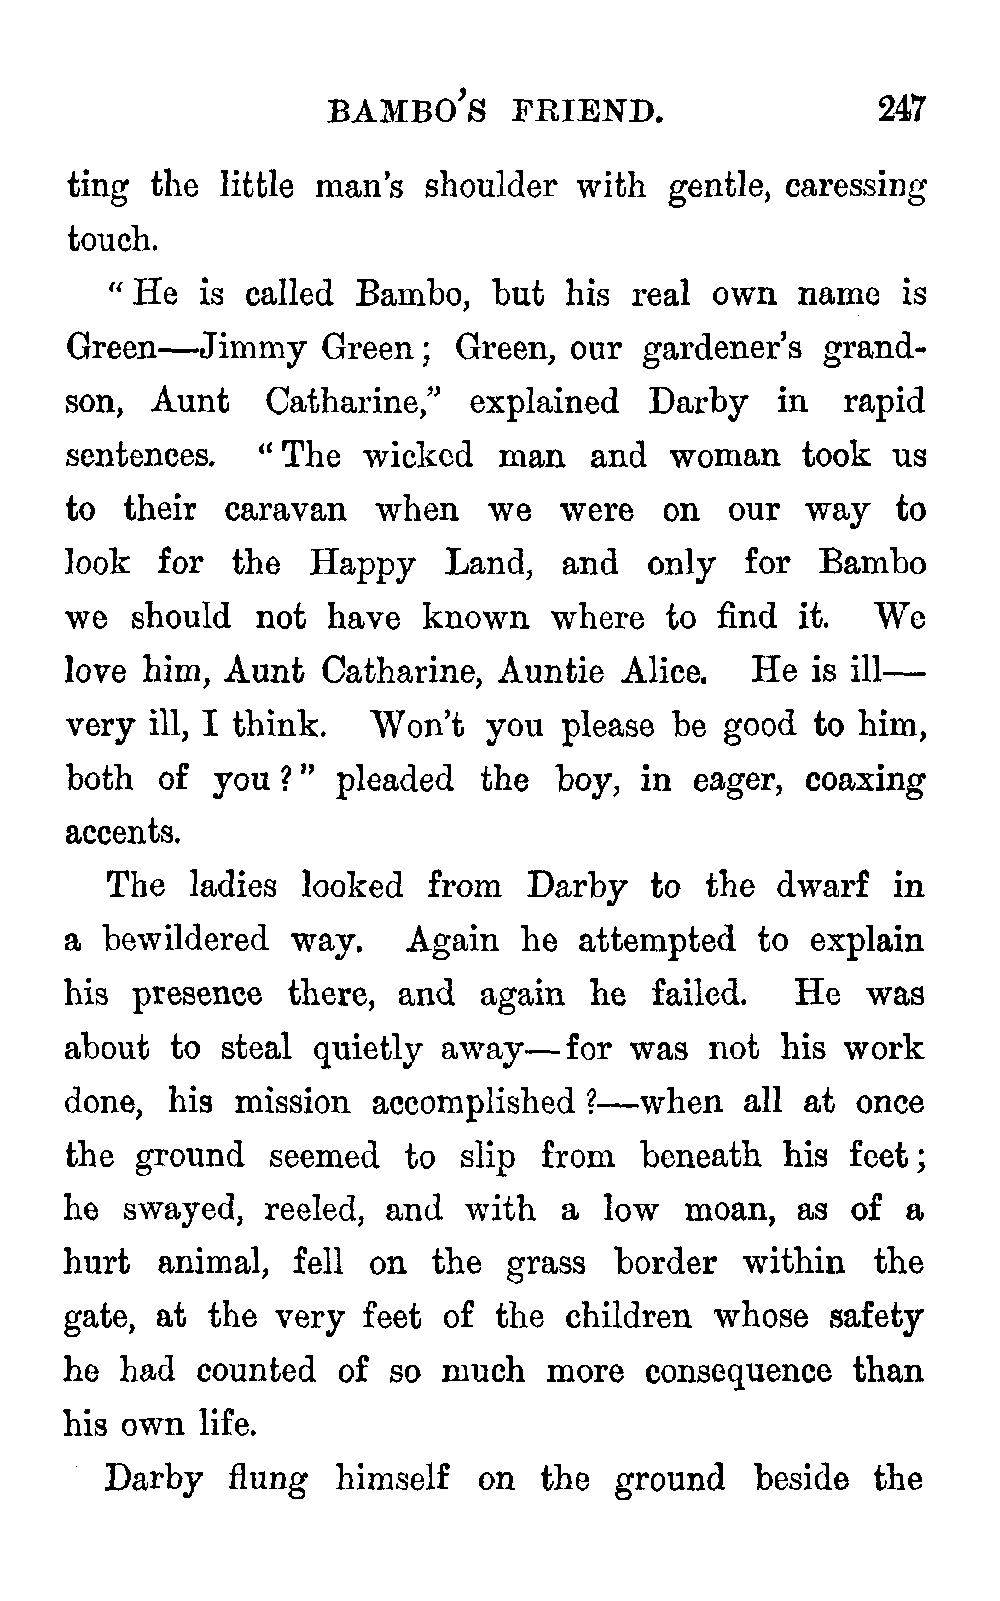 BAMBO'S FRIEND. 247
ting the little man's shoulder with gentle, caressing
touch.
"He is called Bambo, but his real own name is
Green—Jimmy Green; Green, our gardener's grand-
son, Aunt Catharine," explained Darby in rapid
sentences. "The wicked man and woman took us
to their caravan when we were on our way to
look for the Happy Land, and only for Bambo
we should not have known where to find it. We
love him, Aunt Catharine, Auntie Alice. He is ill—
very ill, I think. Won't you please be good to him,
both of you?" pleaded the boy, in eager, coaxing
accents.
The ladies looked from Darby to the dwarf in
a bewildered way. Again he attempted to explain
his presence there, and again he failed. He was
about to steal quietly away—for was not his work
done, his mission accomplished?—when all at once
the ground seemed to slip from beneath his feet;
he swayed, reeled, and with a low moan, as of a
hurt animal, fell on the grass border within the
gate, at the very feet of the children whose safety
he had counted of so much more consequence than
his own life.
Darby flung himself on the ground beside the